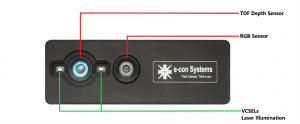 TOF Depth Sensor
RGB Sensor
e-con Systems
VCSELs
Laser Illumination